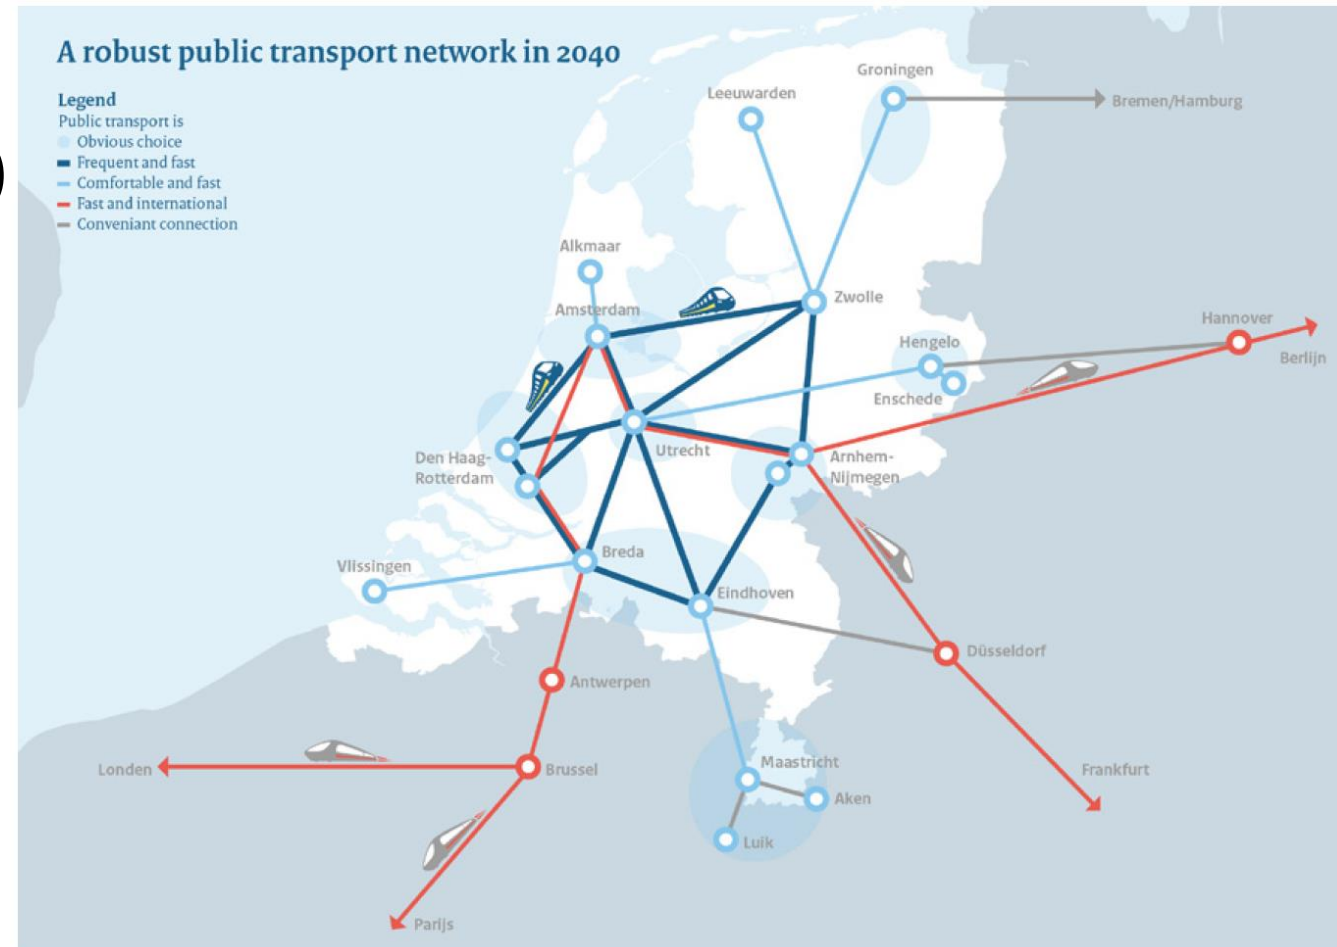 )
A robust public transport network in 2040
Legend
Public transport is
Obvious choice
Frequent and fast
Comfortable and fast
Fast and international
Conveniant connection
Groningen
Leeuwarden
Bremen/Hamburg
Alkmaar
Amsterdam
Zwolle
Hannover
Hengelo
Berlijn
Enschede
Utrecht
Den Haag-
Rotterdam
Arnhem-
Nijmegen
Breda
Vlissingen
Eindhoven
Düsseldorf
Antwerpen
Londen
Brussel
Maastricht
Frankfurt
Aken
Luik
Parijs